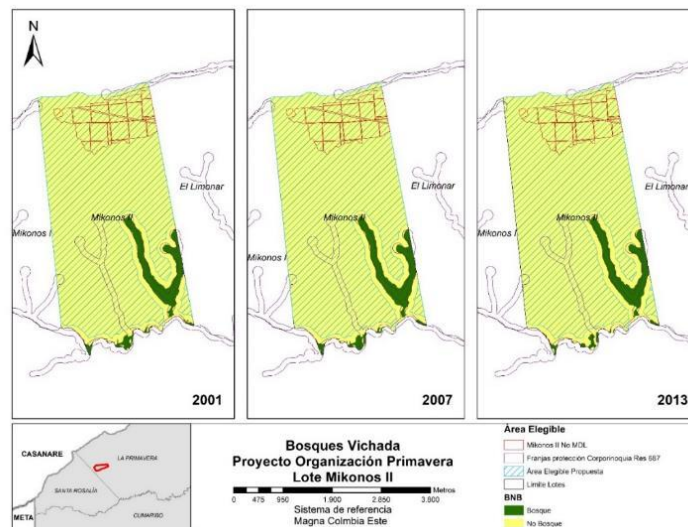 N
El Limonar
Mikonos II
Mikonos I
2001
El Limonar
Mikonos II
Mikonos I
2007
El Limonar
Mikonos II
Mikonos I
2013
CASANARE
LA PRIMAVERA
SANTA ROSALÍA
META
CUMARIBO
Bosques Vichada
Proyecto Organización Primavera
Lote Mikonos II
Metros
0 475 950 1.900 2.850 3.800
Sistema de referencia
Magna Colmbia Este
Área Elegible
Mikonos II No MDL
Franjas protección Corporinoquia Res 687
Área Elegible Propuesta
Límite Lotes
BNB
Bosque
No Bosque